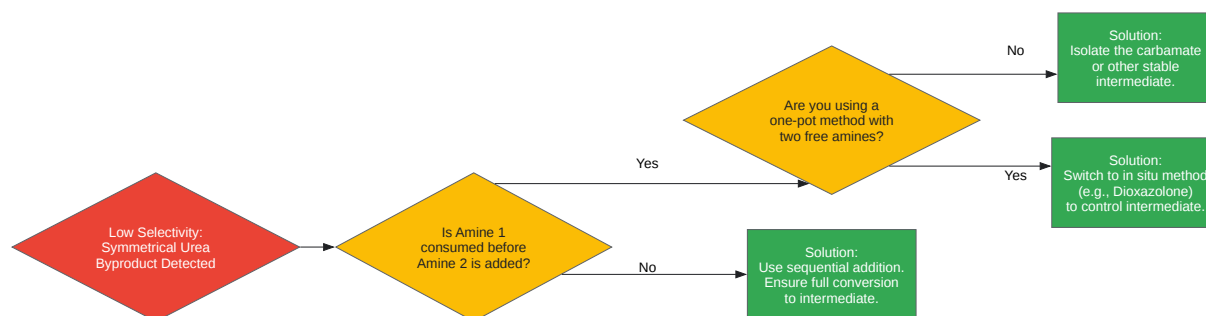 Low Selectivity:
Symmetrical Urea
Byproduct Detected
Is Amine 1
consumed before
Amine 2 is added?
Yes
No
Are you using a
one-pot method with
two free amines?
No
Yes
Solution:
Isolate the carbamate
or other stable
intermediate.
Solution:
Switch to in situ method
(e.g., Dioxazolone)
to control intermediate.
Solution:
Use sequential addition.
Ensure full conversion
to intermediate.